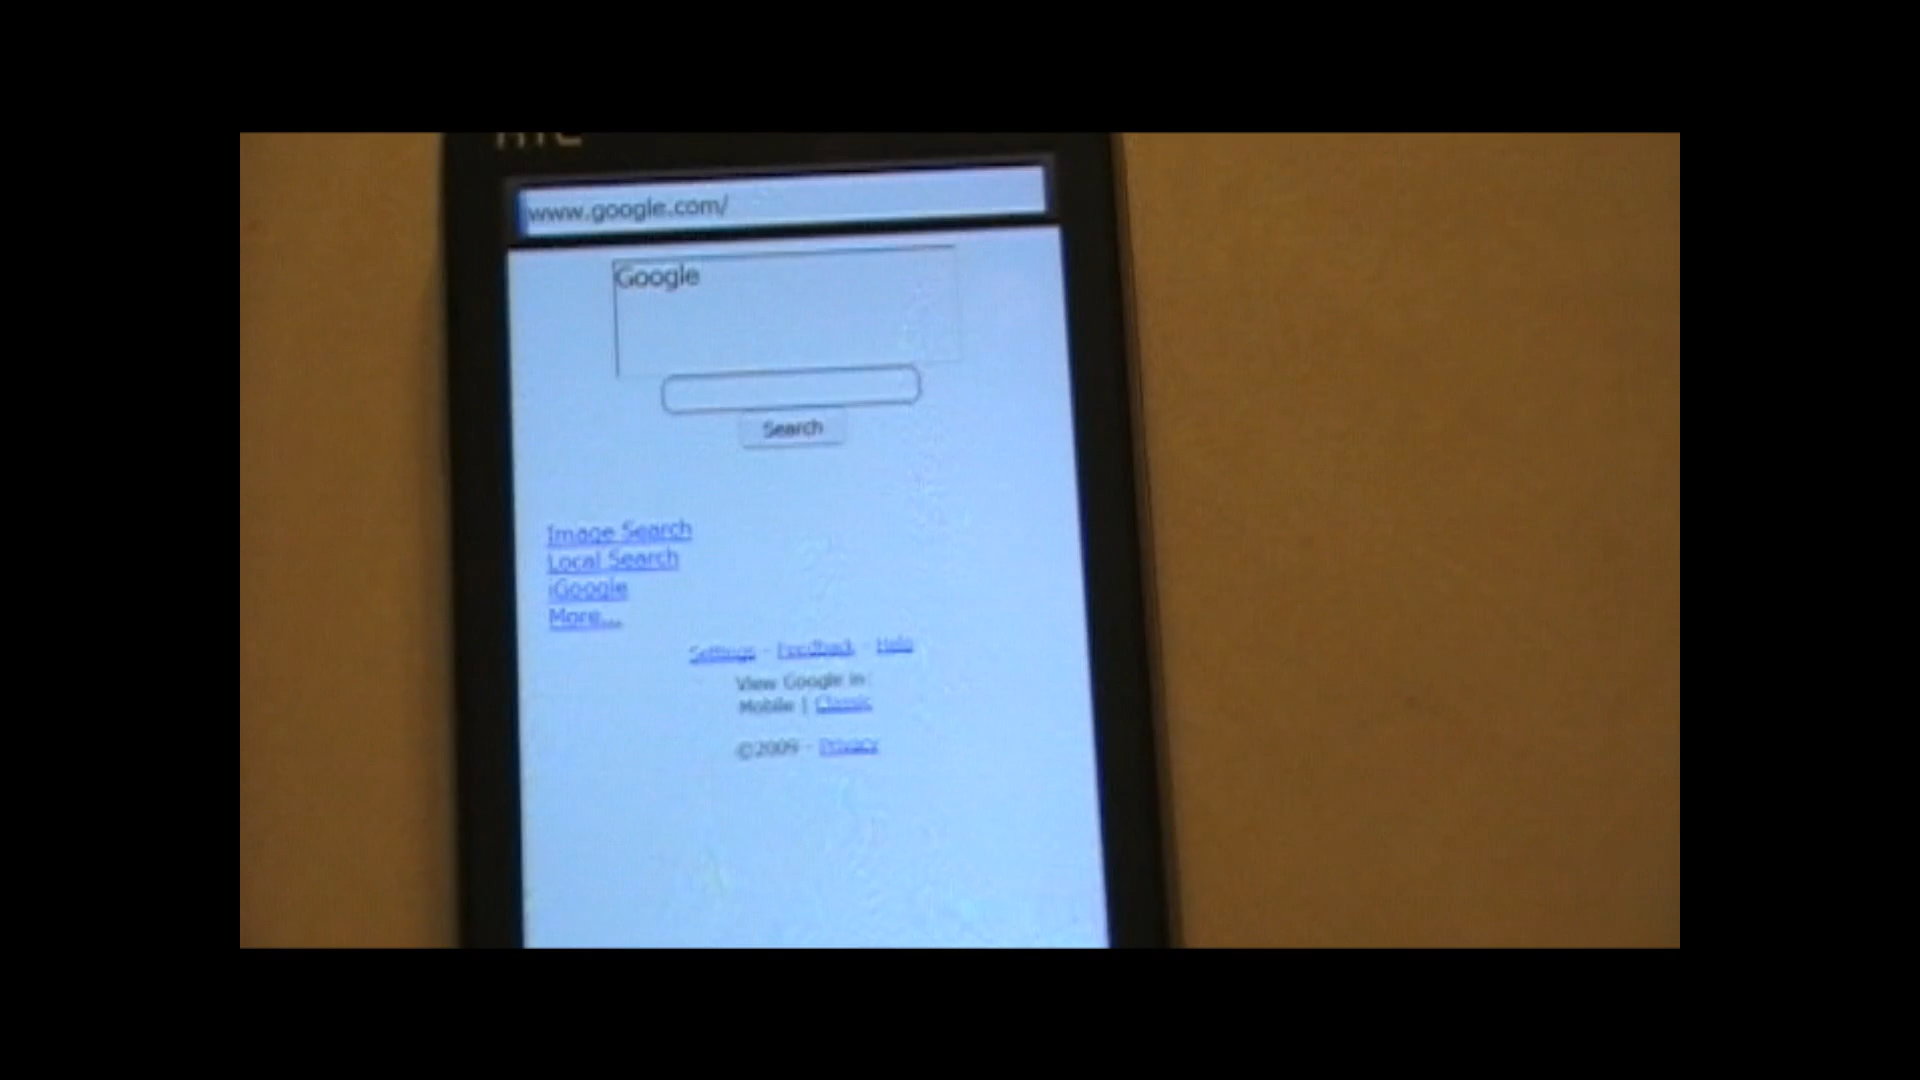 HTC
www.google.com/
Google
Search
Image Search
Local Search
iGoogle
More...
Settings - Feedback - Help
View Google in:
Mobile | Classic
©2009 - Privacy